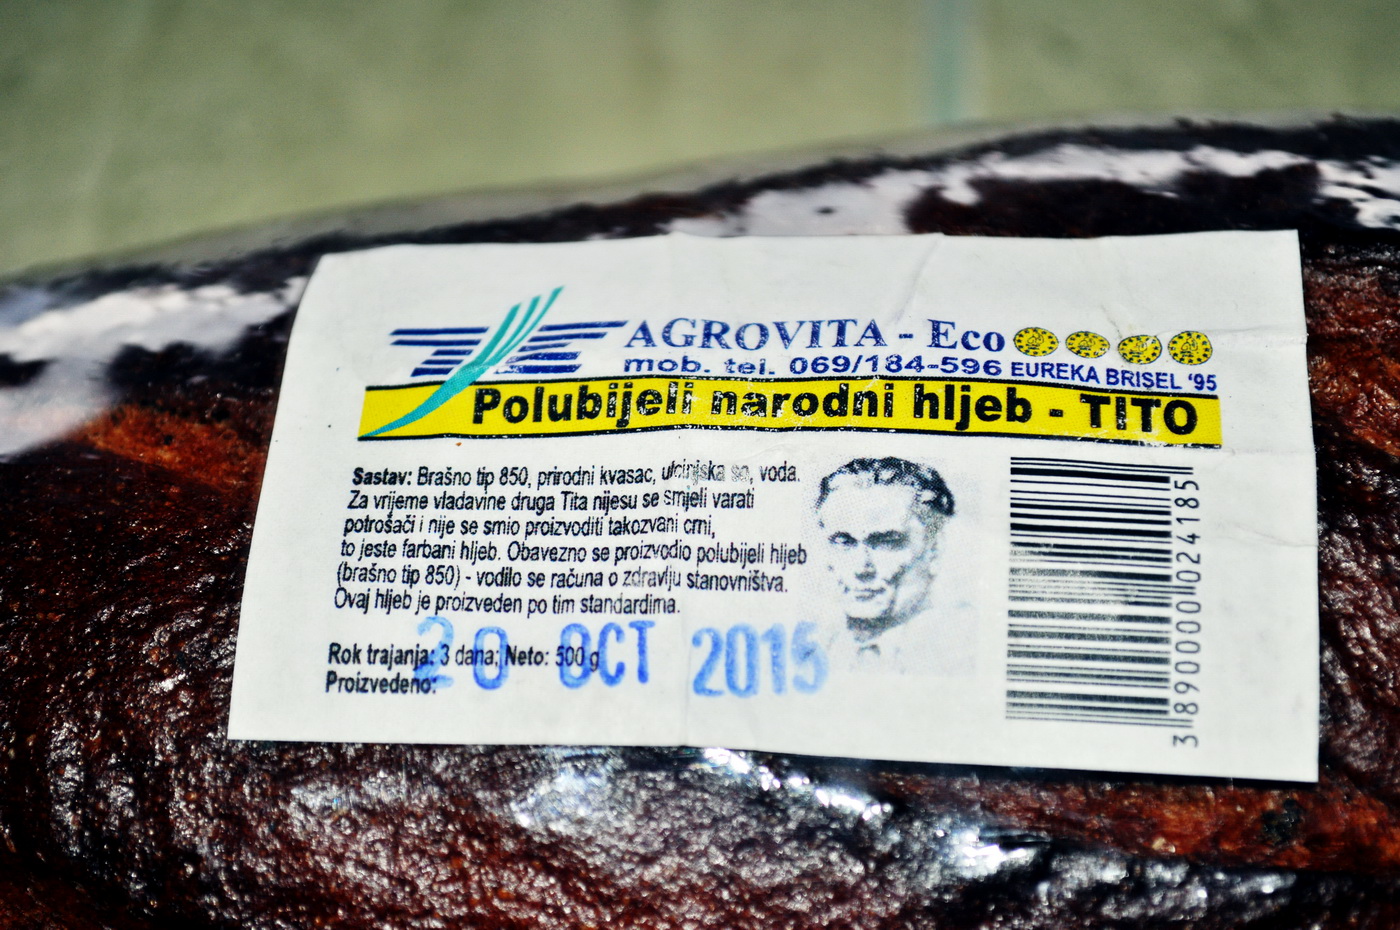 AGROVITA - Eco
mob. tel. 069/184-596 EUREKA BRISEL '95
Polubijeli narodni hljeb - TITO
Sastav: Brašno tip 850, prirodni kvasac, ulcinjska so, voda.
Za vrijeme vladavine druga Tita nijesu se smjeli varati
potrošači i nije se smio proizvoditi takozvani crni,
to jeste farbani hljeb. Obavezno se proizvodio polubijeli hljeb
(brašno tip 850) - vodilo se računa o zdravlju stanovništva.
Ovaj hljeb je proizveden po tim standardima.
Rok trajanja: 3 dana; Neto: 500 g
Proizvedeno:
20 OCT 2015
3 890000 024185